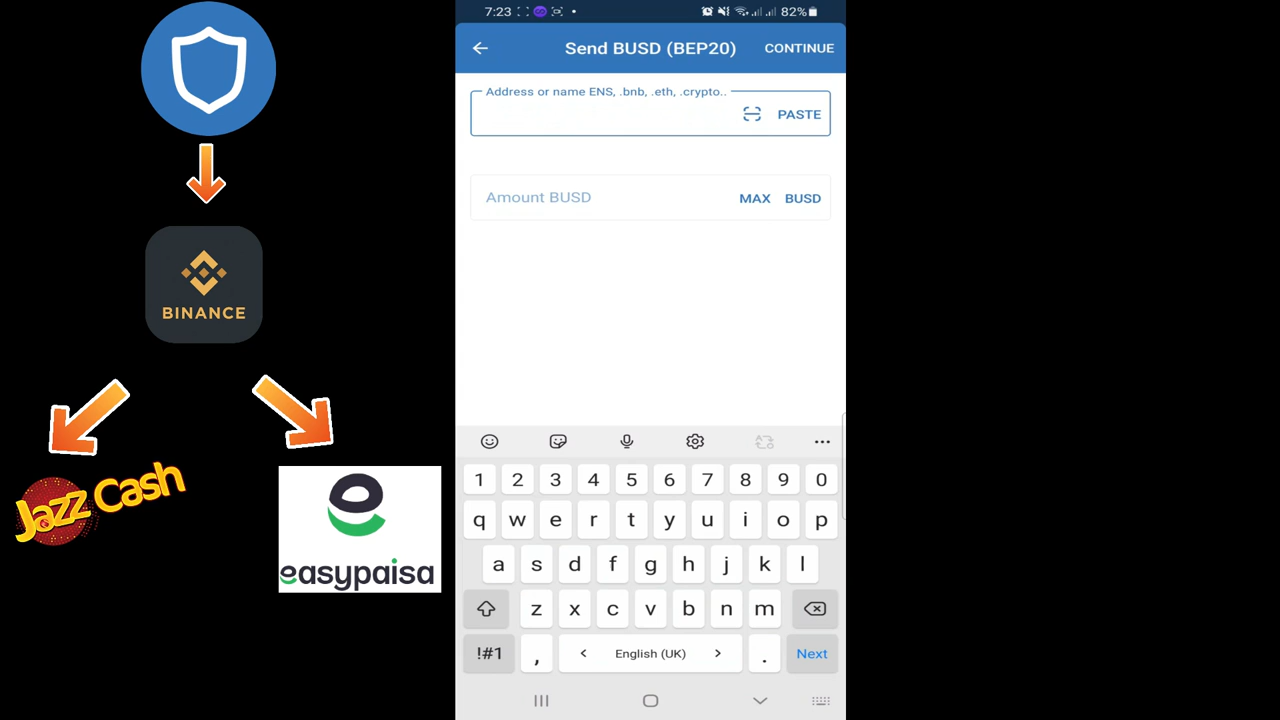 BINANCE
Jazz Cash
e
easypaisa
7:23
82%
Send BUSD (BEP20)
CONTINUE
Address or name ENS, .bnb, .eth, .crypto..
PASTE
Amount BUSD
MAX BUSD
1 2 3 4 5 6 7 8 9 0
q w e r t y u i o p
a s d f g h j k l
z x c v b n m
!#1 , < English (UK) > . Next